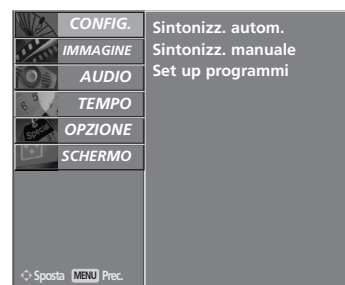 CONFIG.
IMMAGINE
AUDIO
TEMPO
OPZIONE
SCHERMO
Sintonizz. autom.
Sintonizz. manuale
Set up programmi
Sposta MENU Prec.